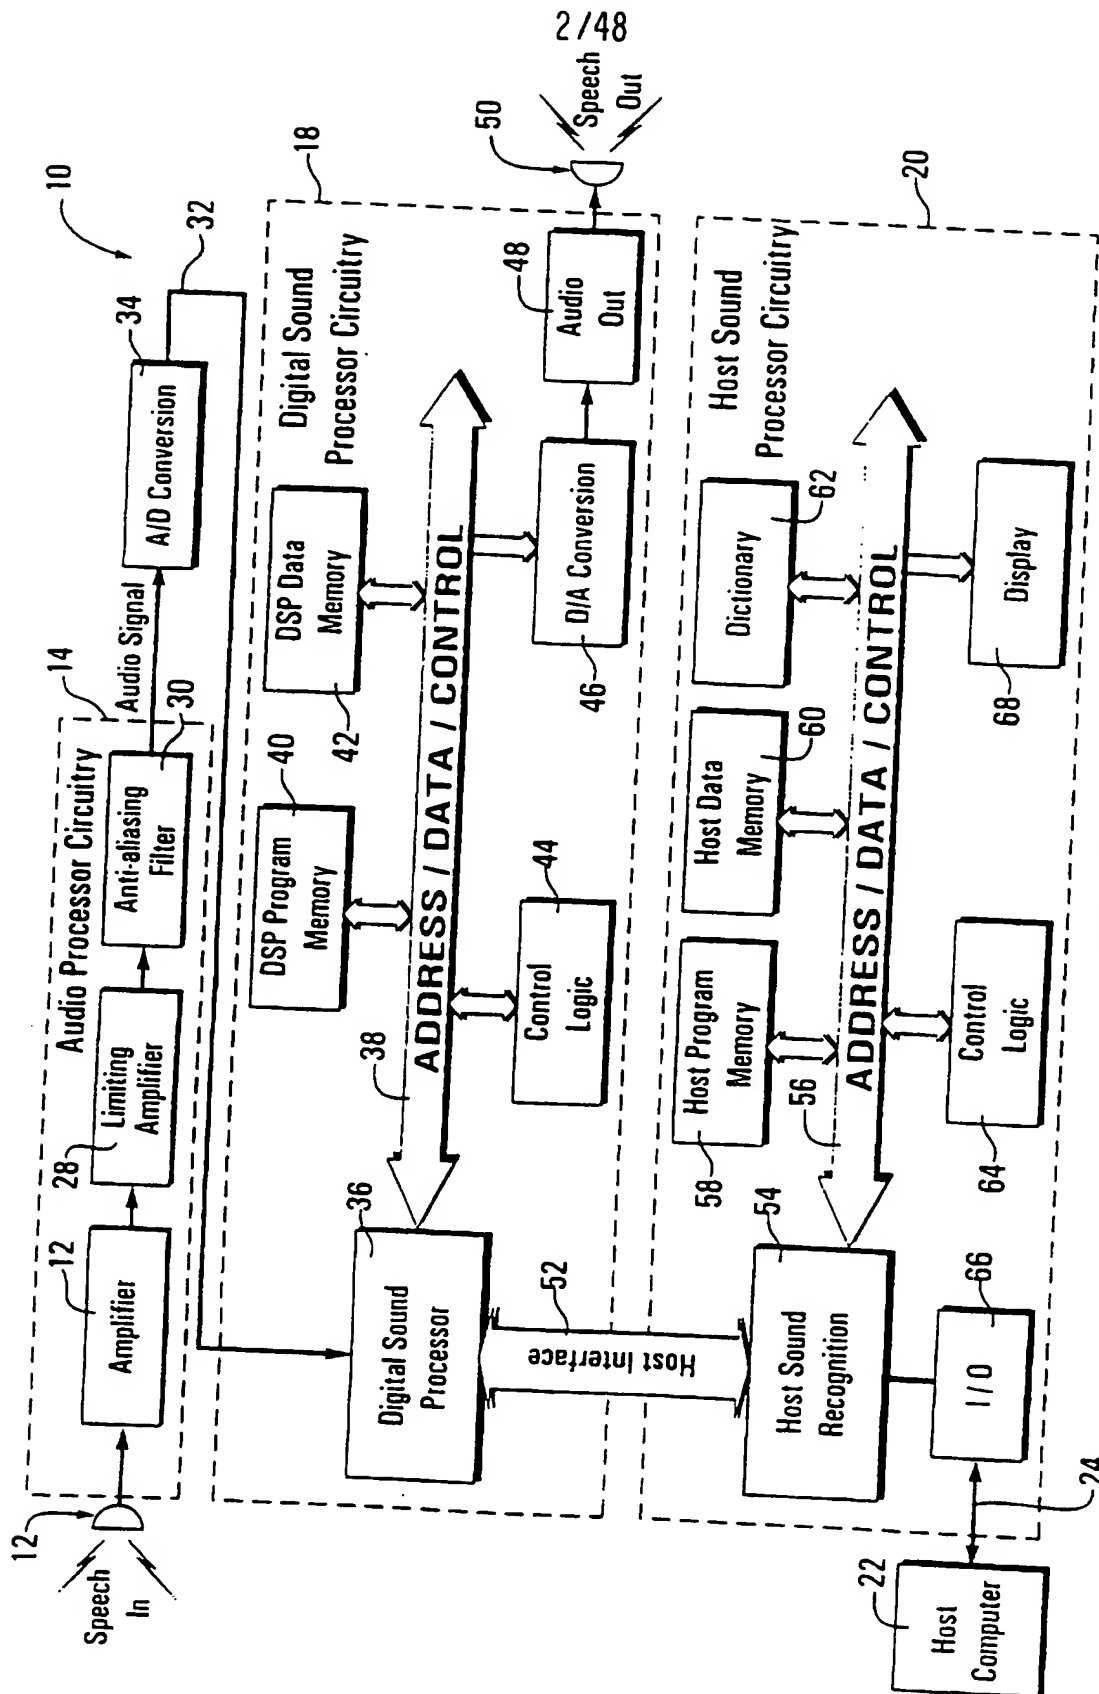 2/48
10
Speech
In
12
12
Amplifier
28
Limiting
Amplifier
Audio Processor Circuitry
14
Anti-aliasing
Filter
30
Audio Signal
A/D Conversion
34
32
18
Digital Sound
Processor Circuitry
36
Digital Sound
Processor
38
ADDRESS / DATA / CONTROL
DSP Program
Memory
40
DSP Data
Memory
42
Control
Logic
44
D/A Conversion
46
Audio
Out
48
50
Speech
Out
Host Interface
52
20
Host Sound
Processor Circuitry
54
Host Sound
Recognition
56
ADDRESS / DATA / CONTROL
Host Program
Memory
58
Host Data
Memory
60
Dictionary
62
Control
Logic
64
Display
68
I/O
66
24
22
Host
Computer